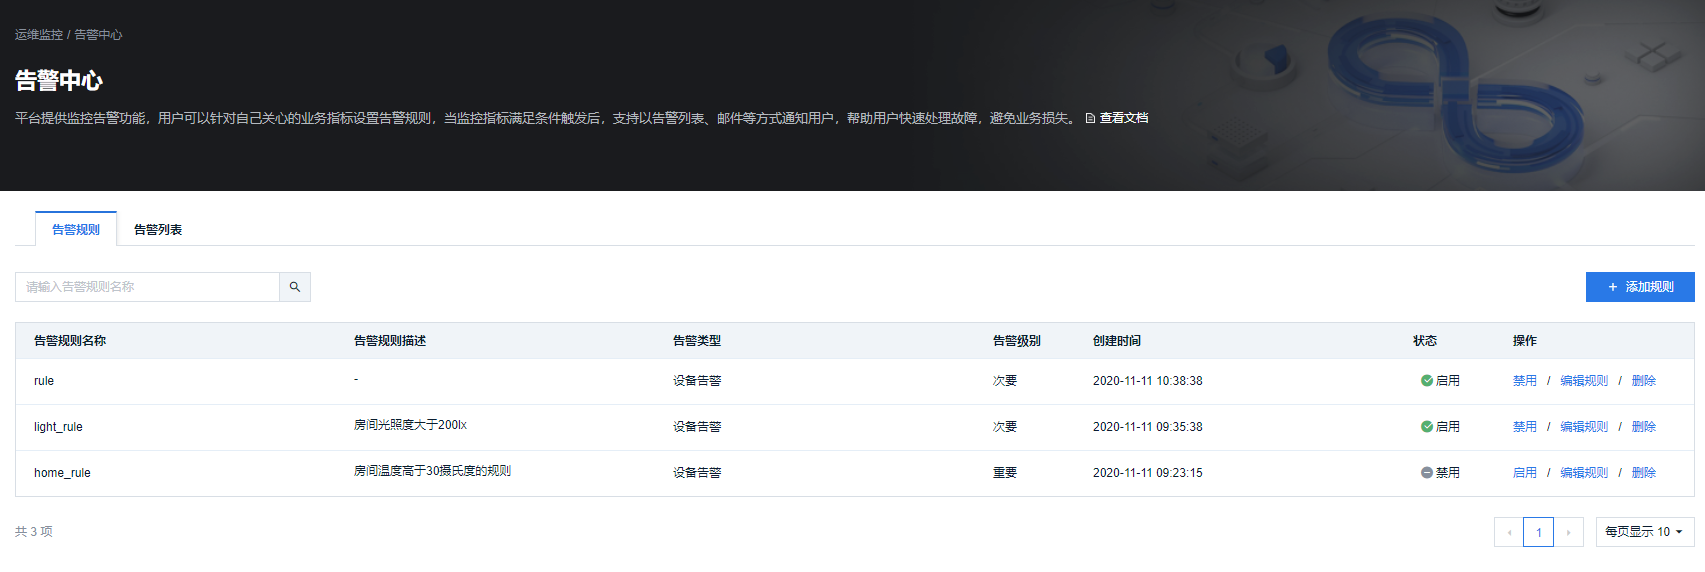 运维监控 / 告警中心
告警中心
平台提供监控告警功能，用户可以针对自己关心的业务指标设置告警规则，当监控指标满足条件触发后，支持以告警列表、邮件等方式通知用户，帮助用户快速处理故障，避免业务损失。 查看文档
告警规则 告警列表
请输入告警规则名称 + 添加规则
告警规则名称 告警规则描述 告警类型 告警级别 创建时间 状态 操作
rule - 设备告警 次要 2020-11-11 10:38:38 启用 禁用 / 编辑规则 / 删除
light_rule 房间光照度大于200lx 设备告警 次要 2020-11-11 09:35:38 启用 禁用 / 编辑规则 / 删除
home_rule 房间温度高于30摄氏度的规则 设备告警 重要 2020-11-11 09:23:15 禁用 启用 / 编辑规则 / 删除
共 3 项 1 每页显示 10